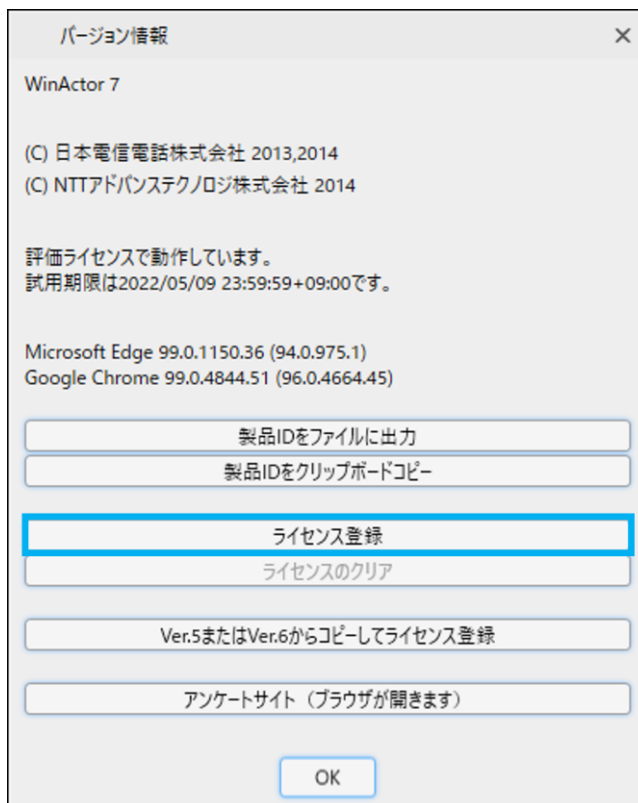 バージョン情報
WinActor 7
(C) 日本電信電話株式会社 2013,2014
(C) NTTアドバンステクノロジ株式会社 2014
評価ライセンスで動作しています。
試用期限は2022/05/09 23:59:59+09:00です。
Microsoft Edge 99.0.1150.36 (94.0.975.1)
Google Chrome 99.0.4844.51 (96.0.4664.45)
製品IDをファイルに出力
製品IDをクリップボードコピー
ライセンス登録
ライセンスのクリア
Ver.5またはVer.6からコピーしてライセンス登録
アンケートサイト（ブラウザが開きます）
OK